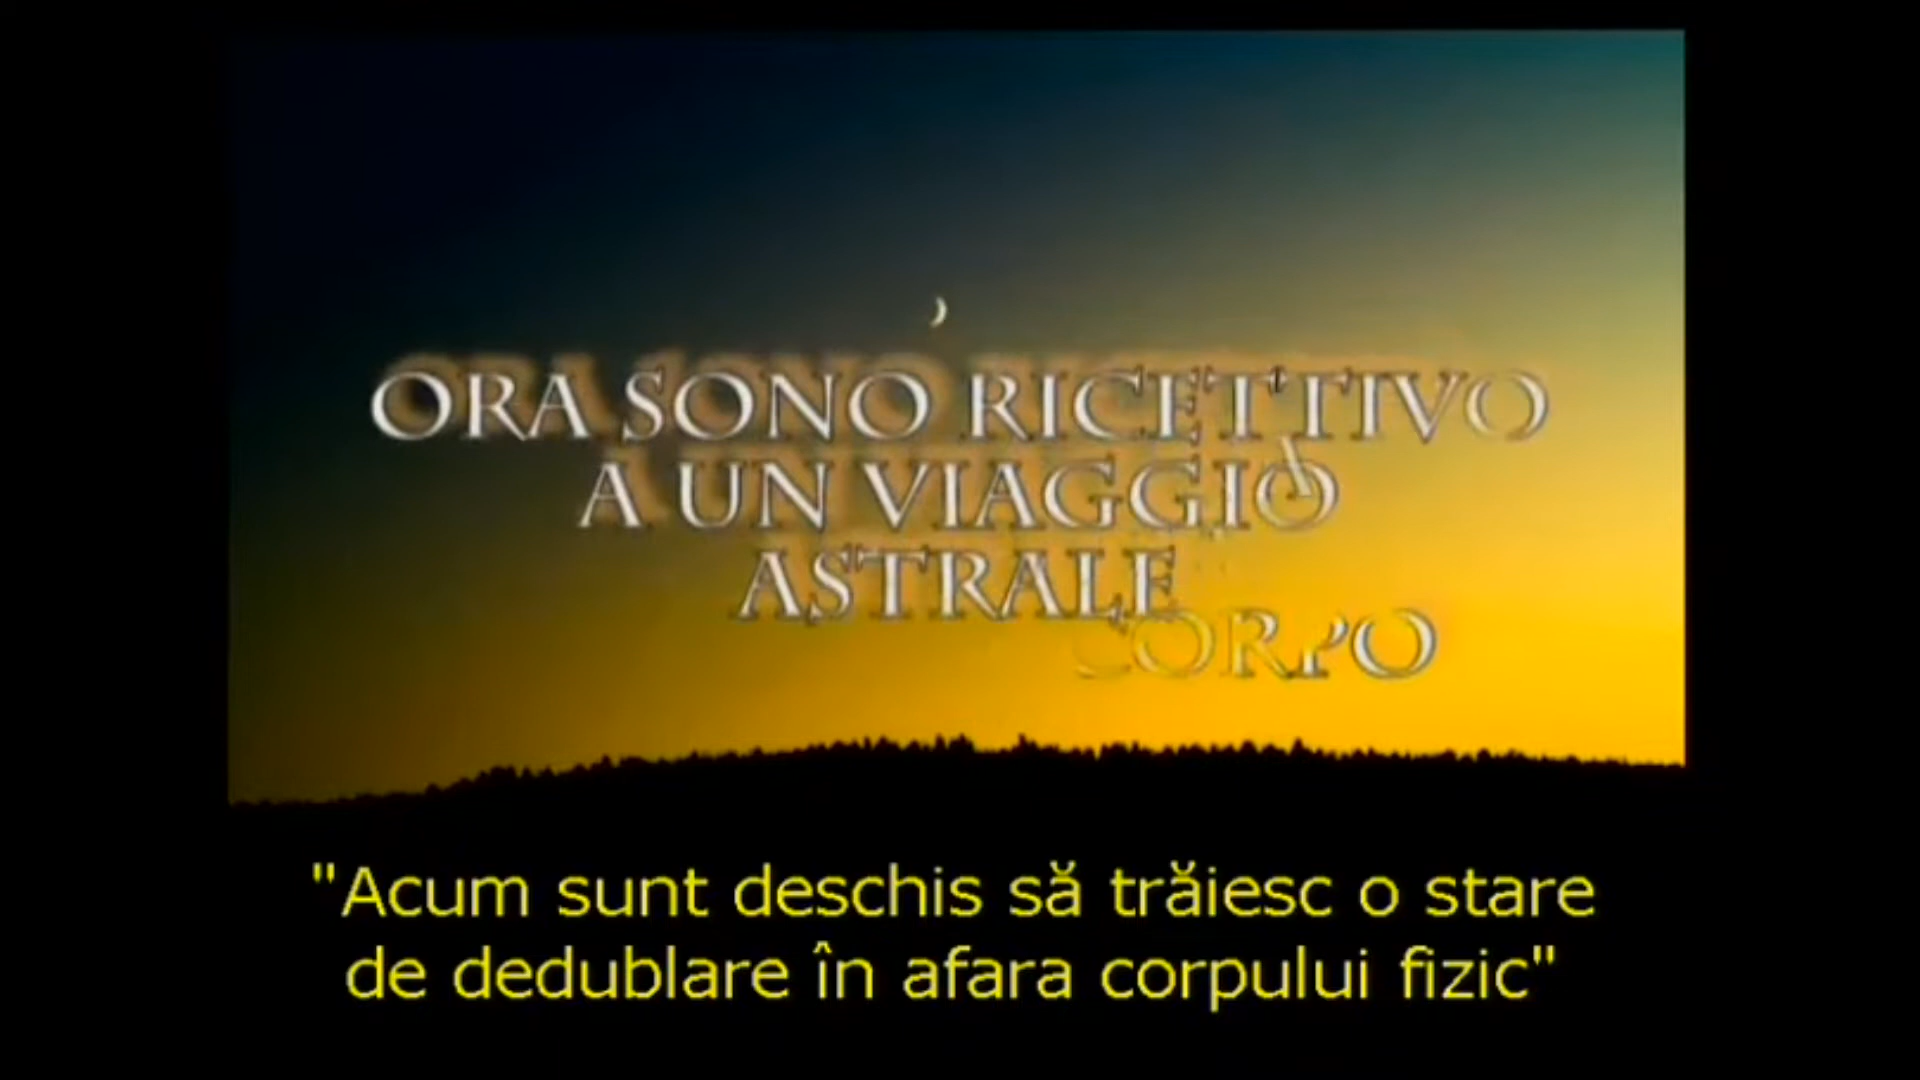 ORA SONO RICETTIVO
A UN VIAGGIO
ASTRALE
CORPO
"Acum sunt deschis să trăiesc o stare
de dedublare în afara corpului fizic"